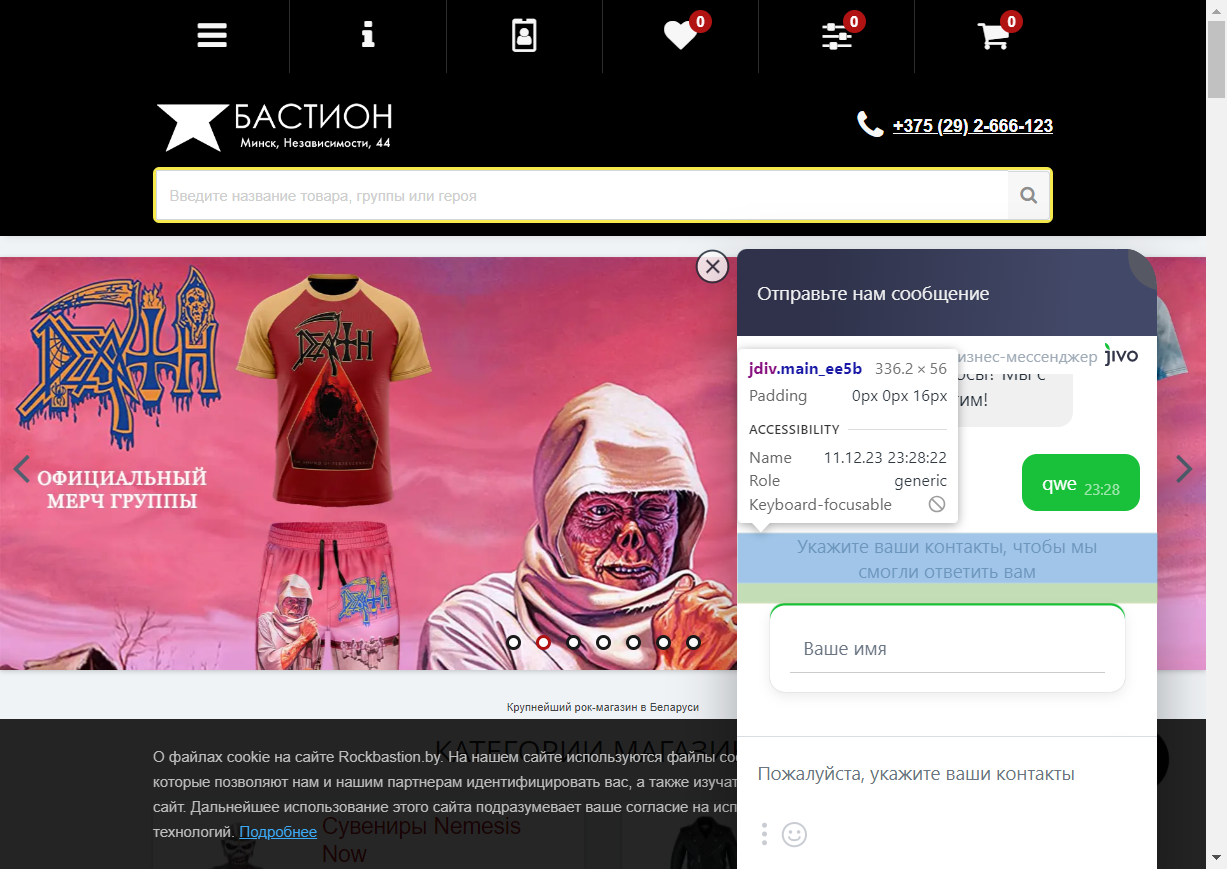 0
0
0
БАСТИОН
Минск, Независимости, 44
+375 (29) 2-666-123
Введите название товара, группы или героя
DEATH
DEATH
ОФИЦИАЛЬНЫЙ
МЕРЧ ГРУППЫ
DEATH
Отправьте нам сообщение
изнес-мессенджер jivo
осы! Мы с
тим!
jdiv.main_ee5b 336.2 × 56
Padding 0px 0px 16px
ACCESSIBILITY
Name 11.12.23 23:28:22
Role generic
Keyboard-focusable
qwe 23:28
Укажите ваши контакты, чтобы мы
смогли ответить вам
Ваше имя
Пожалуйста, укажите ваши контакты
Крупнейший рок-магазин в Беларуси
КАТЕГОРИИ МАГАЗИН
О файлах cookie на сайте Rockbastion.by. На нашем сайте используются файлы coo
которые позволяют нам и нашим партнерам идентифицировать вас, а также изучат
сайт. Дальнейшее использование этого сайта подразумевает ваше согласие на исп
технологий. Подробнее
Сувениры Nemesis
Now